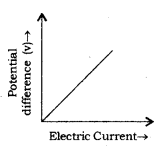 Potential
difference (v)→
Electric Current→